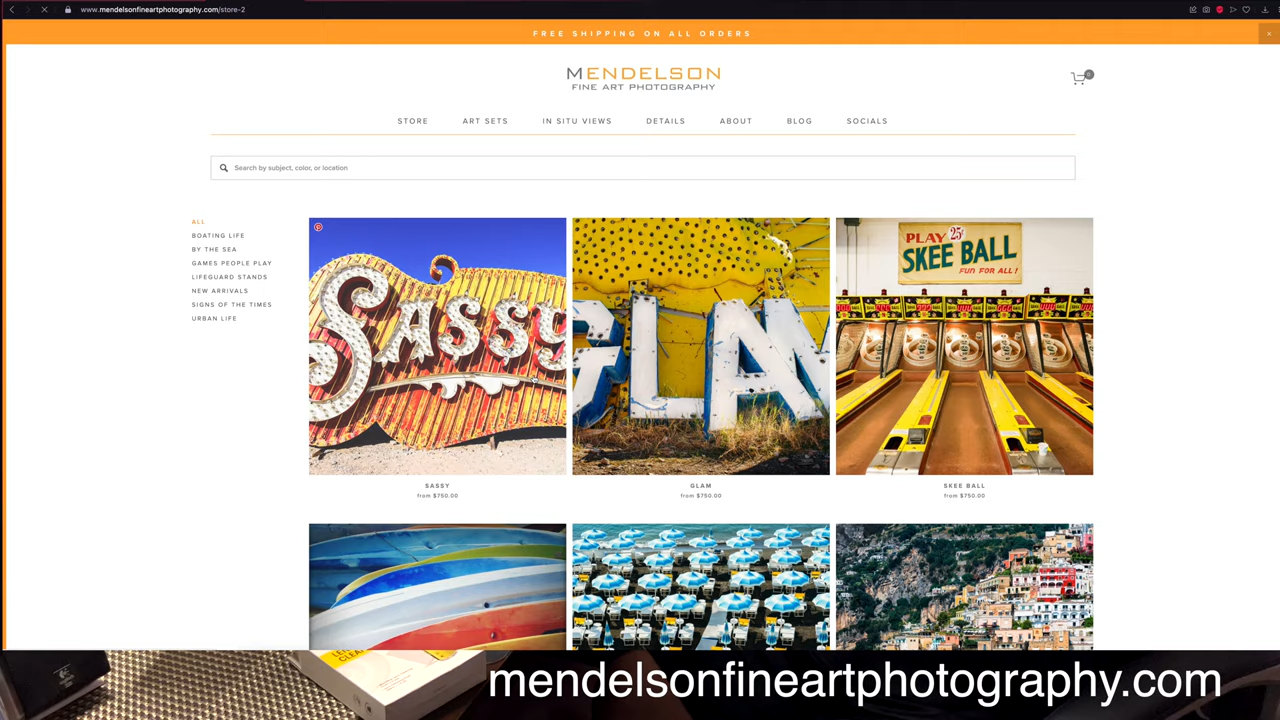 www.mendelsonfineartphotography.com/store-2
FREE SHIPPING ON ALL ORDERS
×
MENDELSON
FINE ART PHOTOGRAPHY
0
STORE ART SETS IN SITU VIEWS DETAILS ABOUT BLOG SOCIALS
Search by subject, color, or location
ALL
BOATING LIFE
BY THE SEA
GAMES PEOPLE PLAY
LIFEGUARD STANDS
NEW ARRIVALS
SIGNS OF THE TIMES
URBAN LIFE
SASSY
GLAM
PLAY 25¢
SKEE BALL
FUN FOR ALL!
SASSY
from $750.00
GLAM
from $750.00
SKEE BALL
from $750.00
mendelsonfineartphotography.com